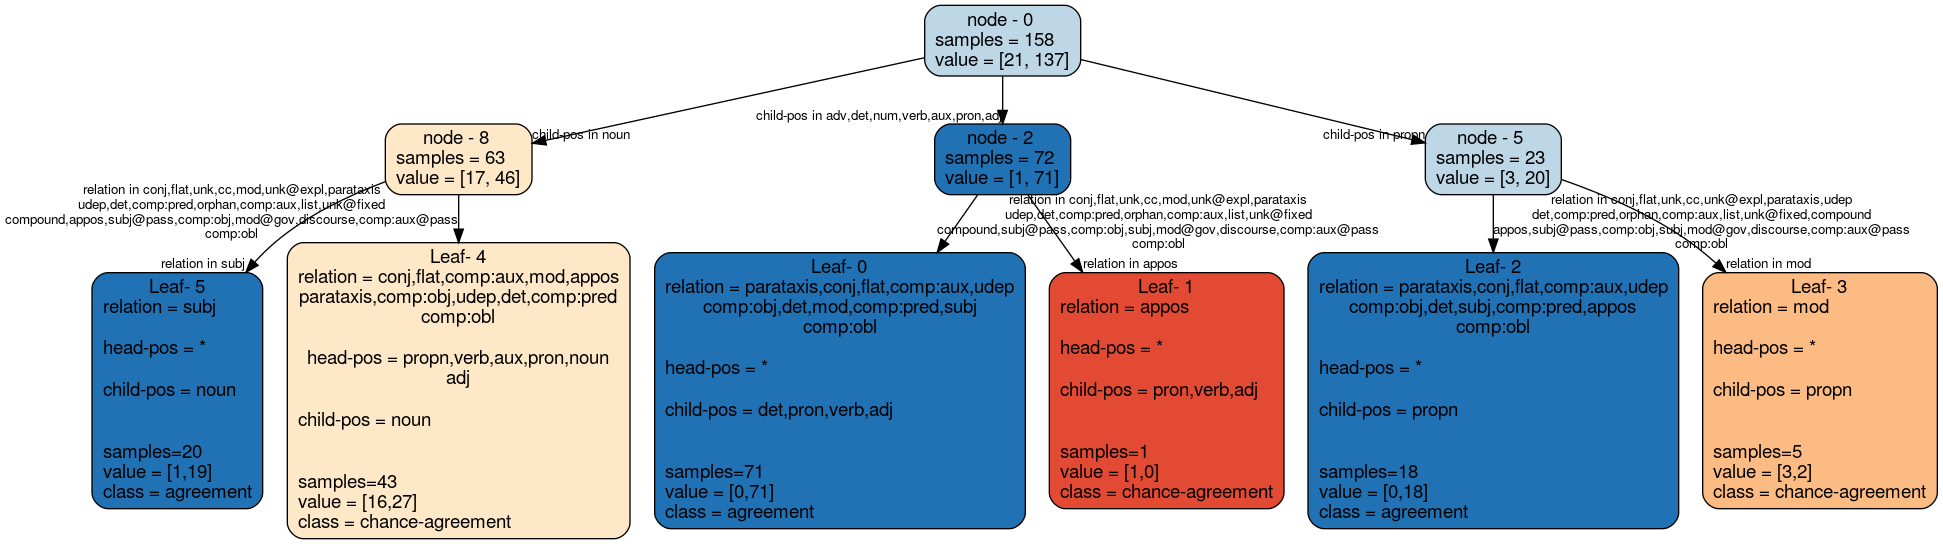 node - 0
samples = 158
value = [21, 137]
child-pos in noun
child-pos in adv,det,num,verb,aux,pron,adj
child-pos in propn
node - 8
samples = 63
value = [17, 46]
node - 2
samples = 72
value = [1, 71]
node - 5
samples = 23
value = [3, 20]
relation in conj,flat,unk,cc,mod,unk@expl,parataxis
udep,det,comp:pred,orphan,comp:aux,list,unk@fixed
compound,appos,subj@pass,comp:obj,mod@gov,discourse,comp:aux@pass
comp:obl
relation in subj
relation in conj,flat,unk,cc,mod,unk@expl,parataxis
udep,det,comp:pred,orphan,comp:aux,list,unk@fixed
compound,subj@pass,comp:obj,subj,mod@gov,discourse,comp:aux@pass
comp:obl
relation in appos
relation in conj,flat,unk,cc,unk@expl,parataxis,udep
det,comp:pred,orphan,comp:aux,list,unk@fixed,compound
appos,subj@pass,comp:obj,subj,mod@gov,discourse,comp:aux@pass
comp:obl
relation in mod
Leaf- 5
relation = subj
head-pos = *
child-pos = noun
samples=20
value = [1,19]
class = agreement
Leaf- 4
relation = conj,flat,comp:aux,mod,appos
parataxis,comp:obj,udep,det,comp:pred
comp:obl
head-pos = propn,verb,aux,pron,noun
adj
child-pos = noun
samples=43
value = [16,27]
class = chance-agreement
Leaf- 0
relation = parataxis,conj,flat,comp:aux,udep
comp:obj,det,mod,comp:pred,subj
comp:obl
head-pos = *
child-pos = det,pron,verb,adj
samples=71
value = [0,71]
class = agreement
Leaf- 1
relation = appos
head-pos = *
child-pos = pron,verb,adj
samples=1
value = [1,0]
class = chance-agreement
Leaf- 2
relation = parataxis,conj,flat,comp:aux,udep
comp:obj,det,subj,comp:pred,appos
comp:obl
head-pos = *
child-pos = propn
samples=18
value = [0,18]
class = agreement
Leaf- 3
relation = mod
head-pos = *
child-pos = propn
samples=5
value = [3,2]
class = chance-agreement